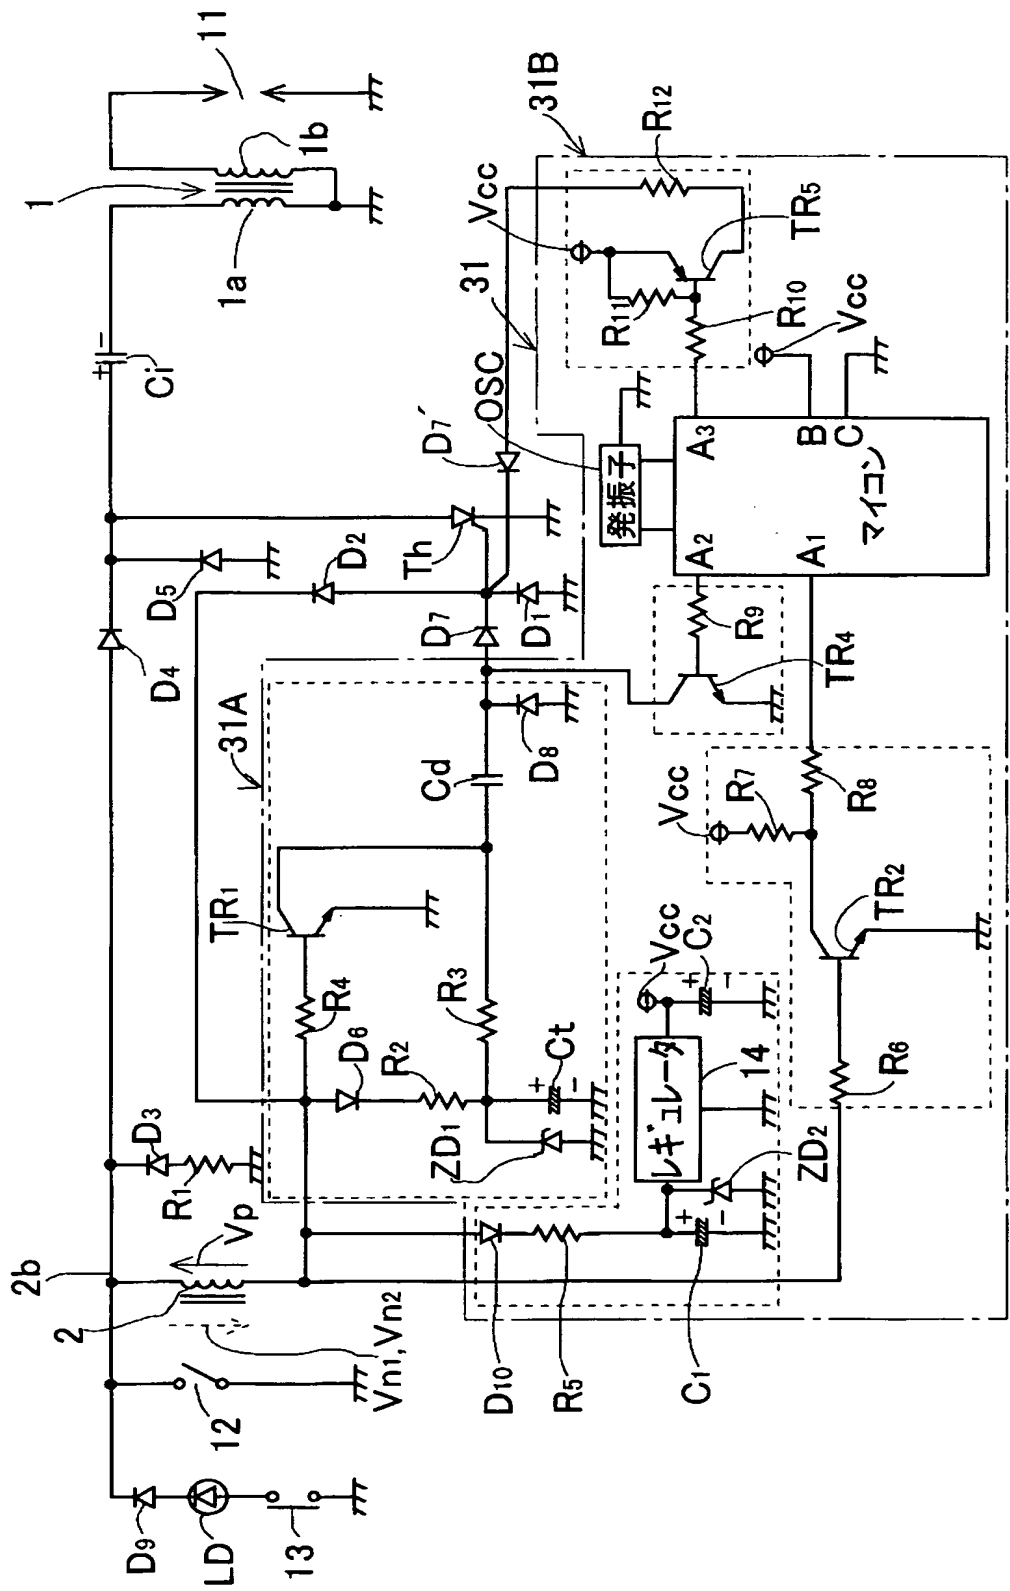 2b
2
Vp
Vn1,Vn2
12
D9
LD
13
D3
R1
D4
D5
D2
Ci
+
-
1
1a
1b
11
31A
TR1
R4
D6
R2
R3
ZD1
Ct
+
-
Cd
D8
D7
D1
Th
D7′
31
31B
OSC
発振子
Vcc
R11
R12
TR5
R10
Vcc
A3
B
C
マイコン
A2
A1
R9
TR4
R8
R7
Vcc
TR2
R6
Vcc
C2
+
-
レギュレータ
14
ZD2
+
-
C1
R5
D10